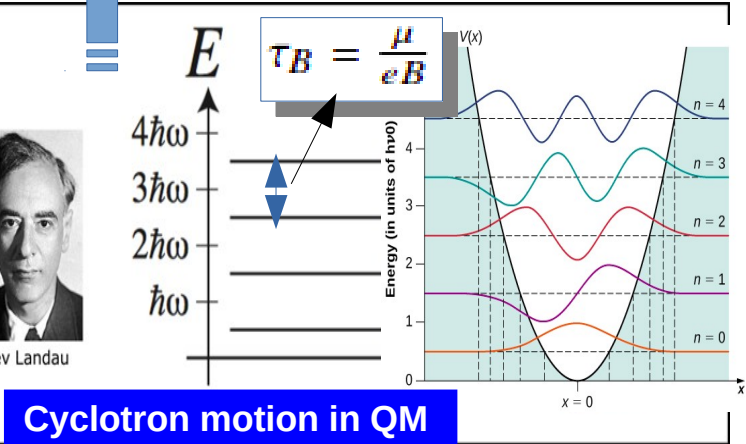 E
τB = μ / eB
4ħω
3ħω
2ħω
ħω
ev Landau
V(x)
Energy (in units of hν0)
4
3
2
1
0
n = 4
n = 3
n = 2
n = 1
n = 0
x = 0
x
Cyclotron motion in QM